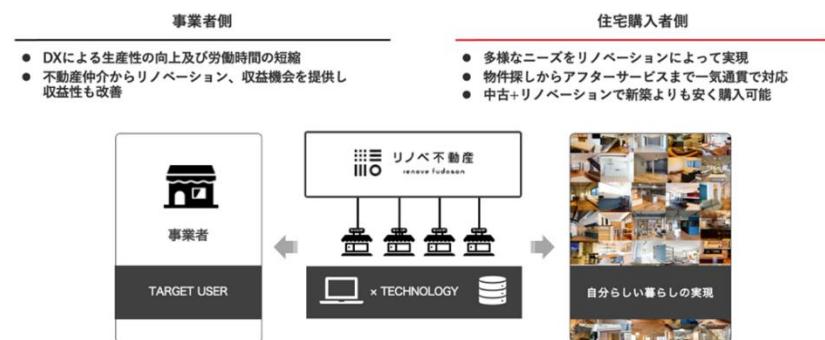 事業者側
● DXによる生産性の向上及び労働時間の短縮
● 不動産仲介からリノベーション、収益機会を提供し
収益性も改善
住宅購入者側
● 多様なニーズをリノベーションによって実現
● 物件探しからアフターサービスまで一気通貫で対応
● 中古+リノベーションで新築よりも安く購入可能
事業者
TARGET USER
リノベ不動産
renove fudosan
× TECHNOLOGY
自分らしい暮らしの実現